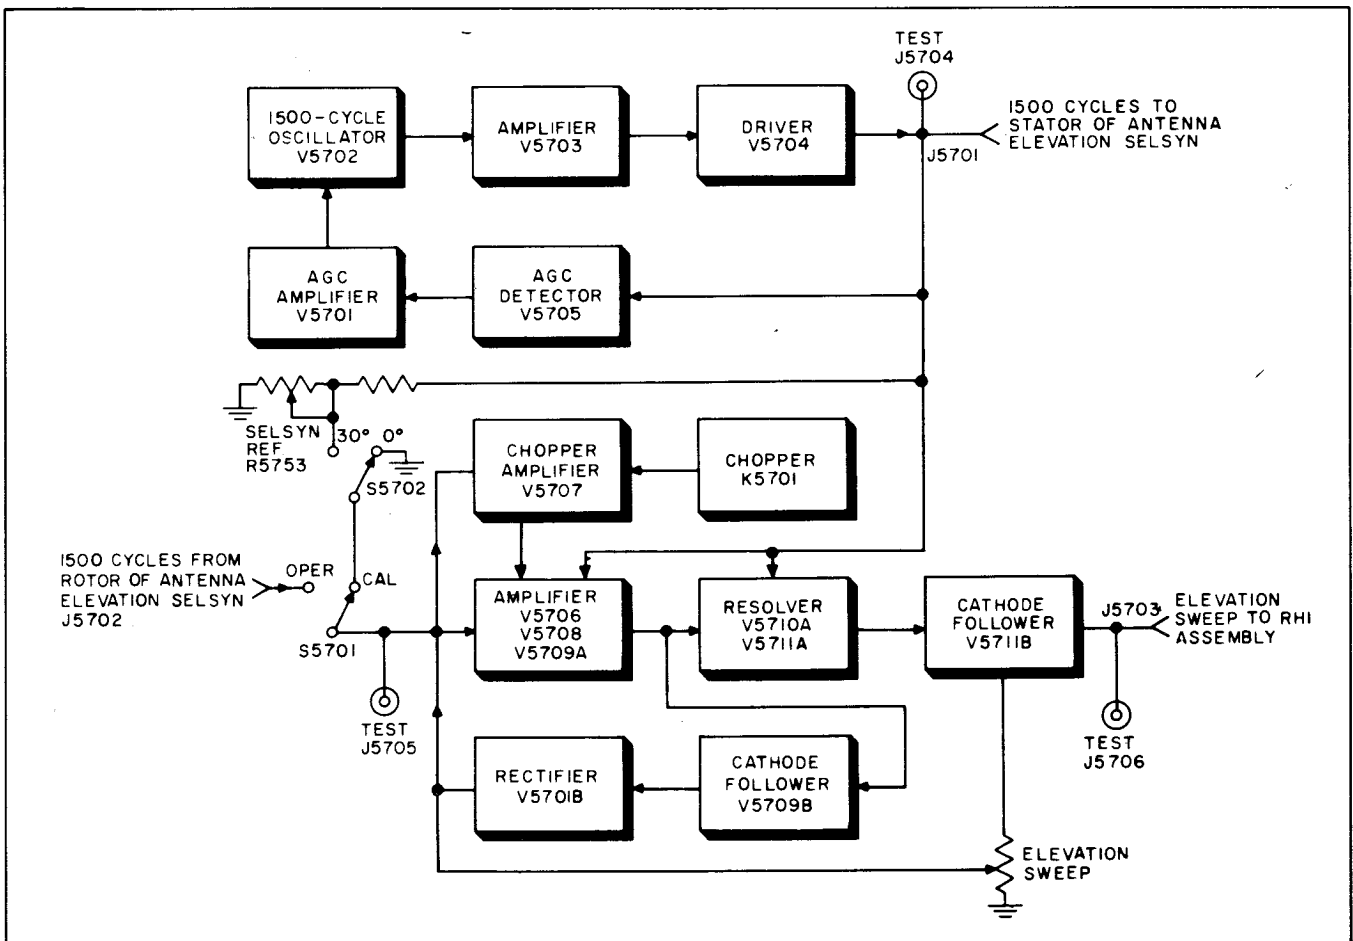 TEST
J5704
1500-CYCLE
OSCILLATOR
V5702
AMPLIFIER
V5703
DRIVER
V5704
J5701
1500 CYCLES TO
STATOR OF ANTENNA
ELEVATION SELSYN
AGC
AMPLIFIER
V5701
AGC
DETECTOR
V5705
SELSYN
REF
R5753
30° 0°
S5702
CHOPPER
AMPLIFIER
V5707
CHOPPER
K5701
1500 CYCLES FROM
ROTOR OF ANTENNA
ELEVATION SELSYN
J5702
OPER
CAL
S5701
AMPLIFIER
V5706
V5708
V5709A
RESOLVER
V5710A
V5711A
CATHODE
FOLLOWER
V5711B
J5703
ELEVATION
SWEEP TO RHI
ASSEMBLY
TEST
J5705
TEST
J5706
RECTIFIER
V5701B
CATHODE
FOLLOWER
V5709B
ELEVATION
SWEEP